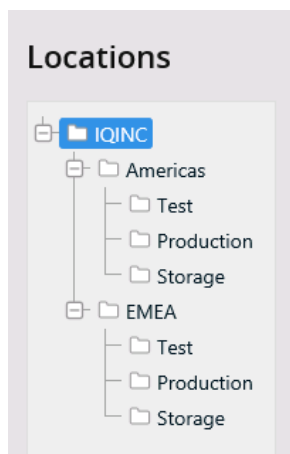 Locations
IQINC
Americas
Test
Production
Storage
EMEA
Test
Production
Storage